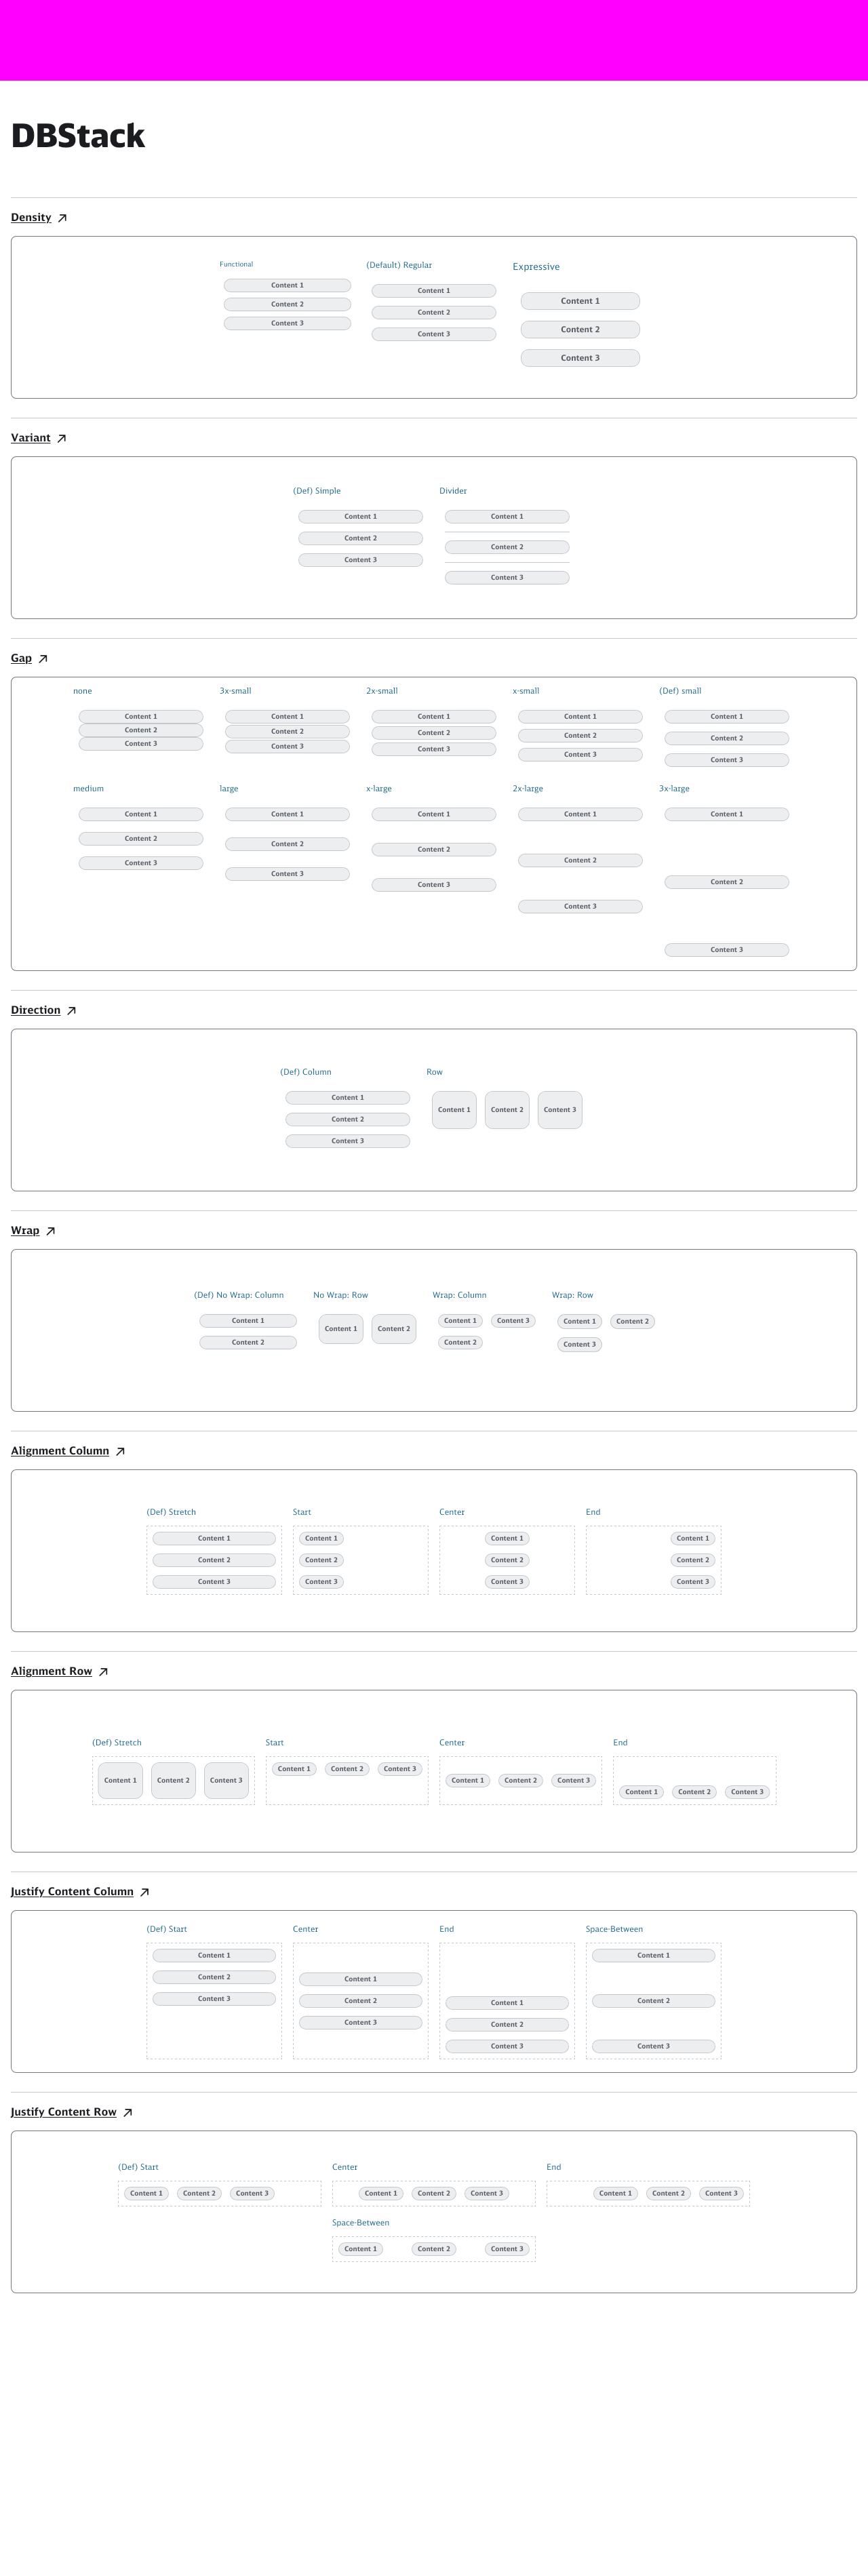 DBStack
Density
Functional (Default) Regular Expressive
Content 1 Content 1 Content 1
Content 2 Content 2 Content 2
Content 3 Content 3 Content 3
Variant
(Def) Simple Divider
Content 1 Content 1
Content 2 Content 2
Content 3 Content 3
Gap
none 3x-small 2x-small x-small (Def) small
Content 1 Content 1 Content 1 Content 1 Content 1
Content 2 Content 2 Content 2 Content 2 Content 2
Content 3 Content 3 Content 3 Content 3 Content 3
medium large x-large 2x-large 3x-large
Content 1 Content 1 Content 1 Content 1 Content 1
Content 2 Content 2 Content 2 Content 2 Content 2
Content 3 Content 3 Content 3 Content 3 Content 3
Direction
(Def) Column Row
Content 1
Content 2
Content 3
Content 1 Content 2 Content 3
Wrap
(Def) No Wrap: Column No Wrap: Row Wrap: Column Wrap: Row
Content 1
Content 2
Content 1 Content 2
Content 1 Content 3
Content 2
Content 1 Content 2
Content 3
Alignment Column
(Def) Stretch Start Center End
Content 1 Content 1 Content 1 Content 1
Content 2 Content 2 Content 2 Content 2
Content 3 Content 3 Content 3 Content 3
Alignment Row
(Def) Stretch Start Center End
Content 1 Content 2 Content 3
Content 1 Content 2 Content 3
Content 1 Content 2 Content 3
Content 1 Content 2 Content 3
Justify Content Column
(Def) Start Center End Space-Between
Content 1
Content 2
Content 3
Content 1
Content 2
Content 3
Content 1
Content 2
Content 3
Content 1
Content 2
Content 3
Justify Content Row
(Def) Start Center End
Content 1 Content 2 Content 3 Content 1 Content 2 Content 3 Content 1 Content 2 Content 3
Space-Between
Content 1 Content 2 Content 3